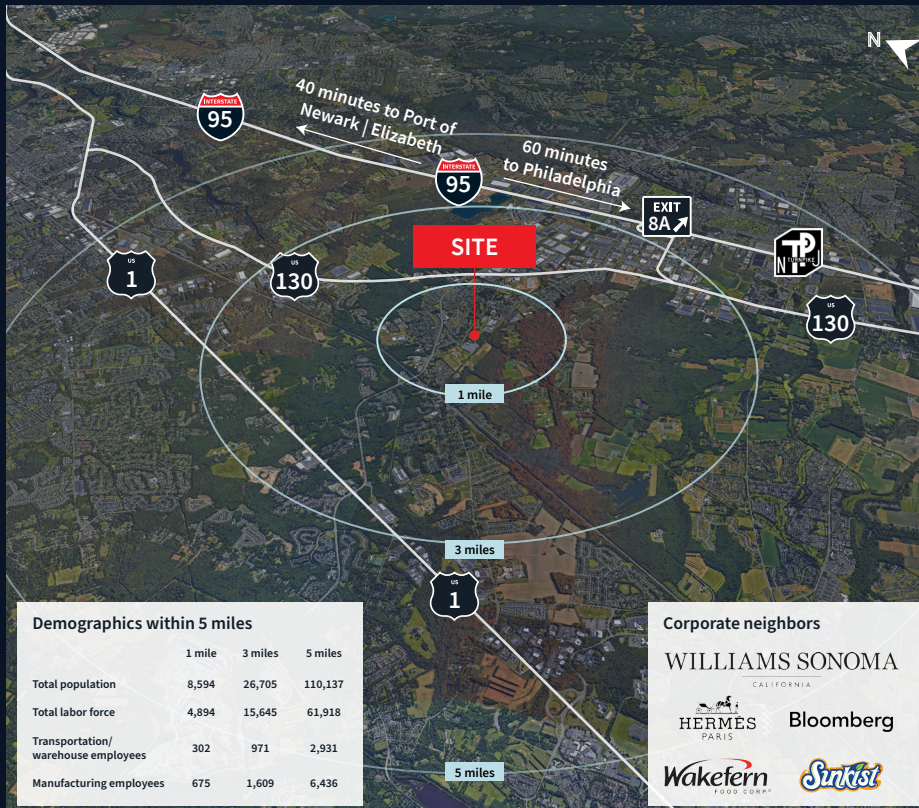 N
INTERSTATE
95
40 minutes to Port of
Newark | Elizabeth
INTERSTATE
95
60 minutes
to Philadelphia
EXIT
8A
N
TP
TURNPIKE
SITE
US
1
US
130
US
130
1 mile
3 miles
US
1
5 miles
Demographics within 5 miles
1 mile 3 miles 5 miles
Total population 8,594 26,705 110,137
Total labor force 4,894 15,645 61,918
Transportation/
warehouse employees 302 971 2,931
Manufacturing employees 675 1,609 6,436
Corporate neighbors
WILLIAMS SONOMA
CALIFORNIA
HERMÈS
PARIS
Bloomberg
Wakefern
FOOD CORP
Sunkist